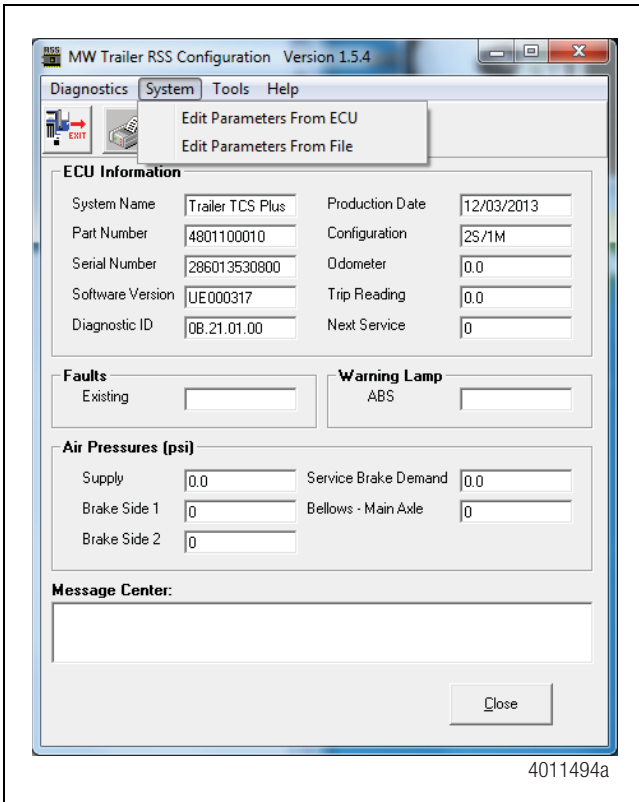 RSS MW Trailer RSS Configuration Version 1.5.4
Diagnostics System Tools Help
EXIT
Edit Parameters From ECU
Edit Parameters From File
ECU Information
System Name Trailer TCS Plus Production Date 12/03/2013
Part Number 4801100010 Configuration 2S/1M
Serial Number 286013530800 Odometer 0.0
Software Version UE000317 Trip Reading 0.0
Diagnostic ID 0B.21.01.00 Next Service 0
Faults Warning Lamp
Existing ABS
Air Pressures (psi)
Supply 0.0 Service Brake Demand 0.0
Brake Side 1 0 Bellows - Main Axle 0
Brake Side 2 0
Message Center:
Close
4011494a